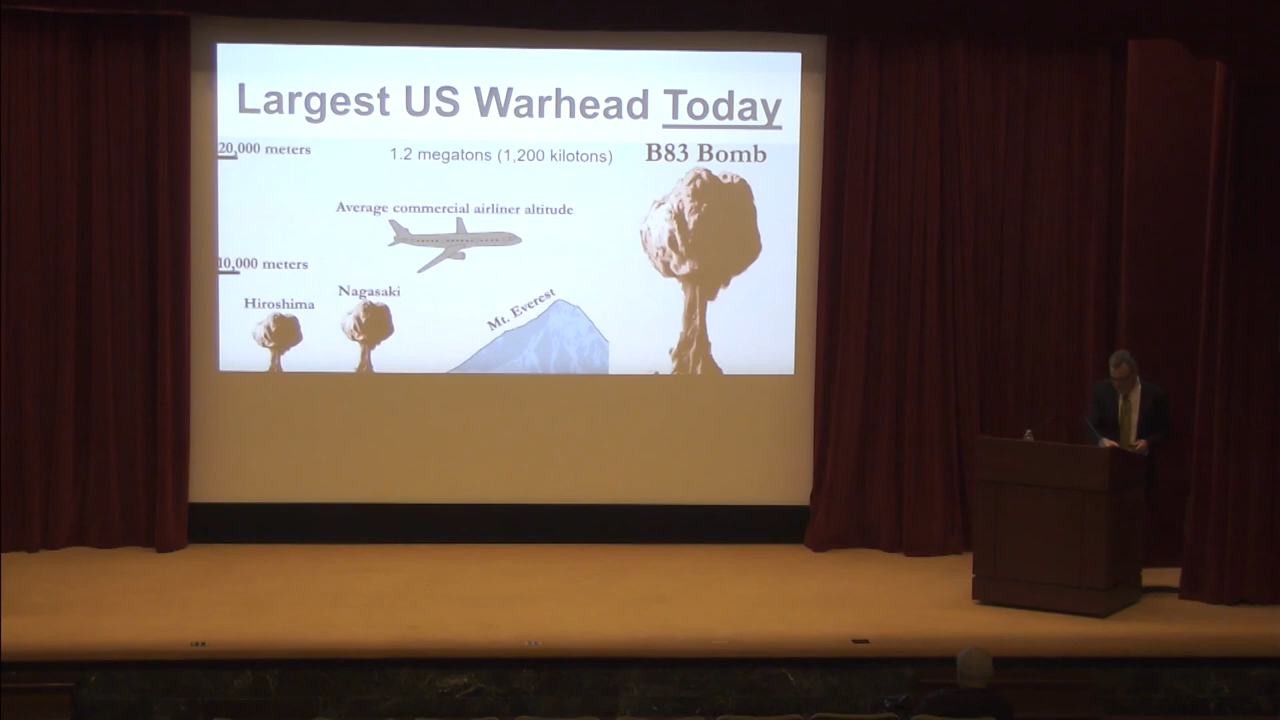 Largest US Warhead Today
20,000 meters
1.2 megatons (1,200 kilotons)
B83 Bomb
Average commercial airliner altitude
10,000 meters
Hiroshima
Nagasaki
Mt. Everest